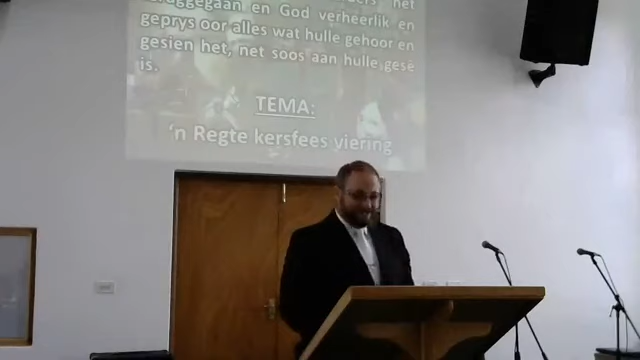 het
teruggegaan en God verheerlik en
geprys oor alles wat hulle gehoor en
gesien het, net soos aan hulle gesê
is.
TEMA:
’n Regte kersfees viering